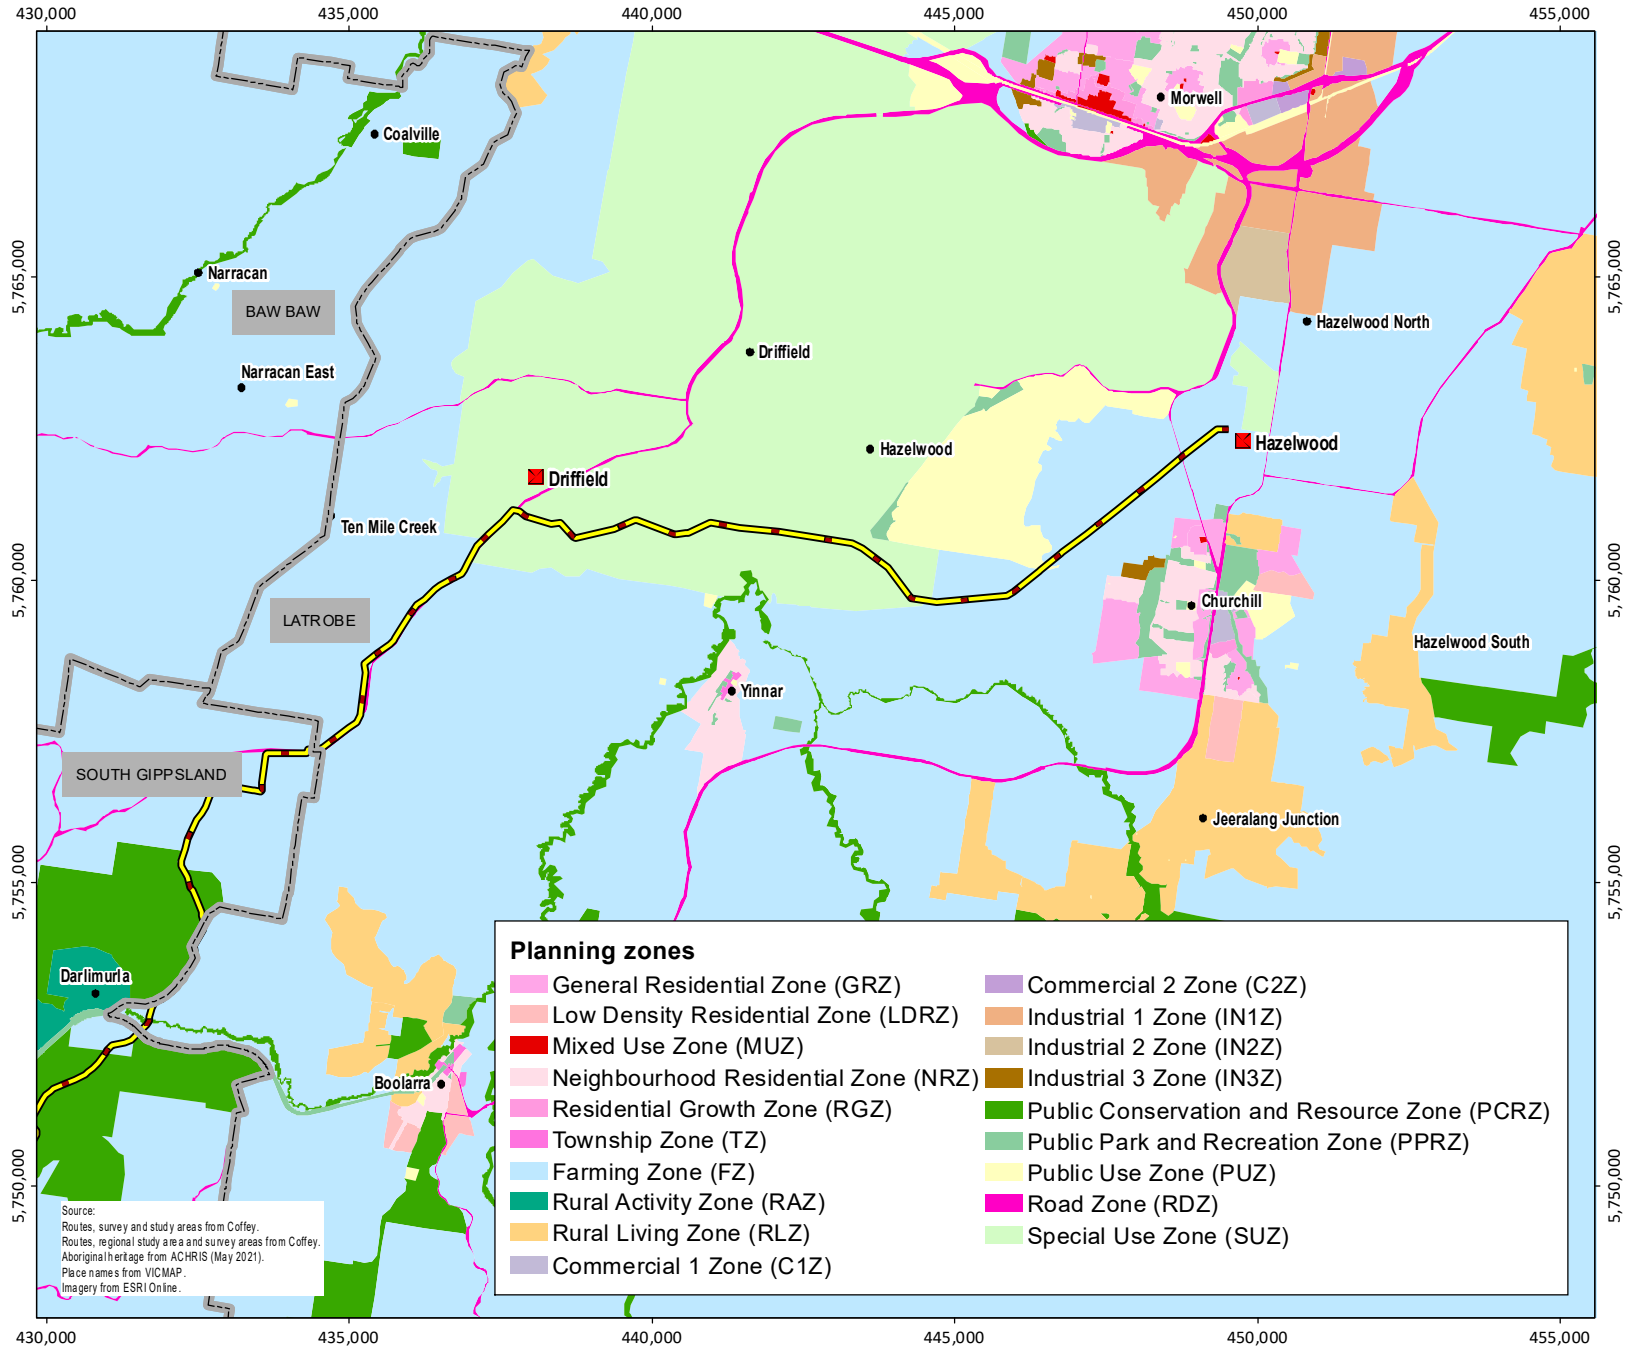 430,000
435,000
440,000
445,000
450,000
455,000
Morwell
Coalville
Narracan
BAW BAW
5,765,000
5,765,000
Hazelwood North
Driffield
Narracan East
Hazelwood
Hazelwood
Driffield
Ten Mile Creek
5,760,000
5,760,000
LATROBE
Churchill
Hazelwood South
Yinnar
SOUTH GIPPSLAND
Jeeralang Junction
5,755,000
5,755,000
Darlimurla
Boolarra
Planning zones
General Residential Zone (GRZ)
Low Density Residential Zone (LDRZ)
Mixed Use Zone (MUZ)
Neighbourhood Residential Zone (NRZ)
Residential Growth Zone (RGZ)
Township Zone (TZ)
Farming Zone (FZ)
Rural Activity Zone (RAZ)
Rural Living Zone (RLZ)
Commercial 1 Zone (C1Z)
Commercial 2 Zone (C2Z)
Industrial 1 Zone (IN1Z)
Industrial 2 Zone (IN2Z)
Industrial 3 Zone (IN3Z)
Public Conservation and Resource Zone (PCRZ)
Public Park and Recreation Zone (PPRZ)
Public Use Zone (PUZ)
Road Zone (RDZ)
Special Use Zone (SUZ)
5,750,000
5,750,000
Source:
Routes, survey and study areas from Coffey.
Routes, regional study area and survey areas from Coffey.
Aboriginal heritage from ACHRIS (May 2021).
Place names from VICMAP.
Imagery from ESRI Online.
430,000
435,000
440,000
445,000
450,000
455,000